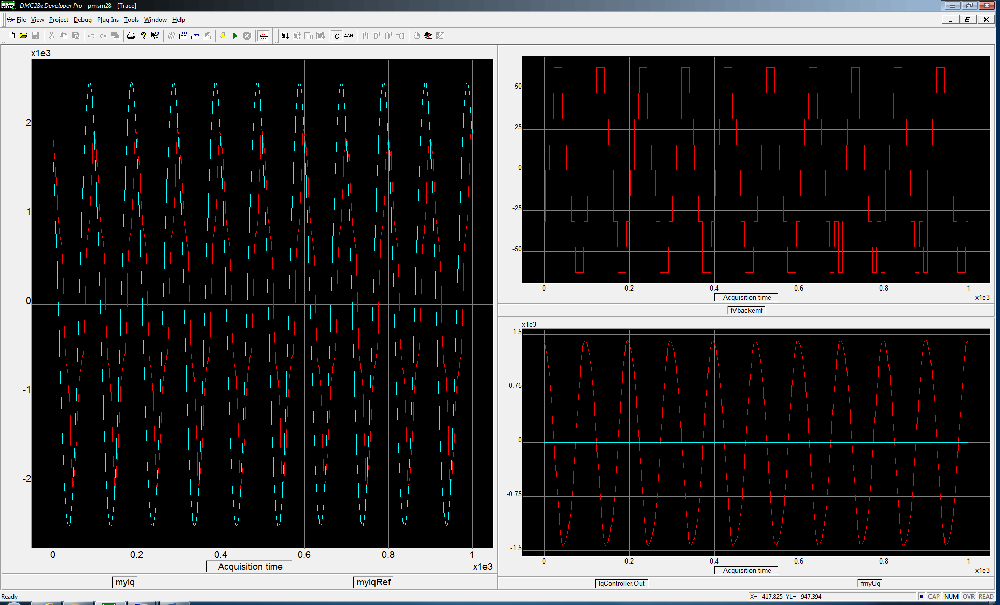 DMC28x Developer Pro - pmsm28 - [Trace]
File View Project Debug Plug Ins Tools Window Help
C ASM
x1e3
2
1
0
-1
-2
0 0.2 0.4 0.6 0.8 1
Acquisition time
x1e3
myIq myIqRef
50
25
0
-25
-50
0 0.2 0.4 0.6 0.8 1
Acquisition time
x1e3
fVbackemf
x1e3
1.5
0.75
0
-0.75
-1.5
0 0.2 0.4 0.6 0.8 1
Acquisition time
x1e3
IqController.Out fmyUq
Ready
X= 417.825 YL= 947.394
CAP NUM OVR READ